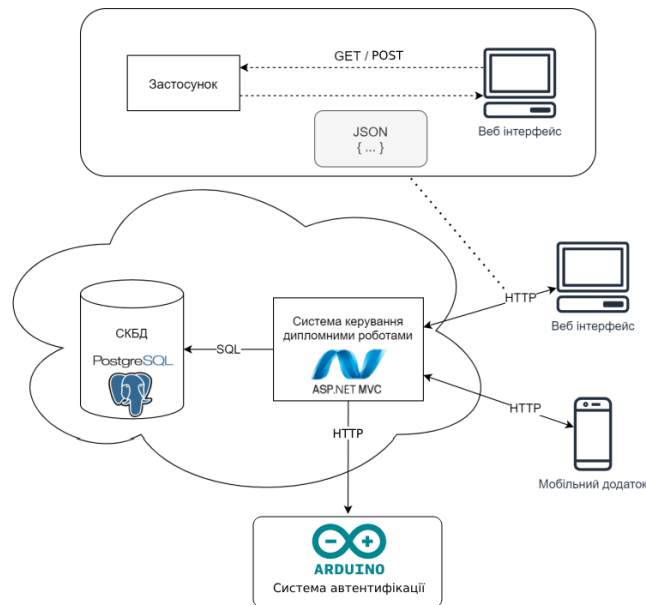 GET / POST
Застосунок
Веб інтерфейс
JSON
{ ... }
HTTP
Веб інтерфейс
СКБД
PostgreSQL
SQL
Система керування
дипломними роботами
ASP.NET MVC
HTTP
HTTP
Мобільний додаток
ARDUINO
Система автентифікації